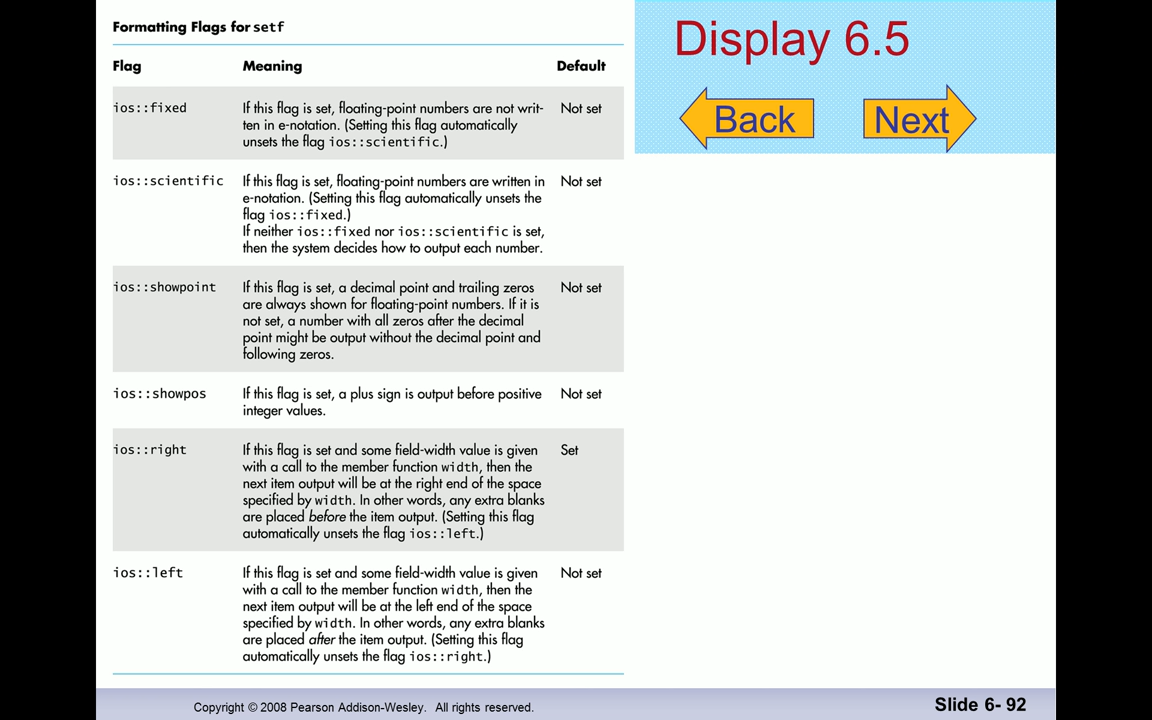 Formatting Flags for setf
Display 6.5
Back
Next
Flag Meaning Default
ios::fixed If this flag is set, floating-point numbers are not writ- Not set
ten in e-notation. (Setting this flag automatically
unsets the flag ios::scientific.)
ios::scientific If this flag is set, floating-point numbers are written in Not set
e-notation. (Setting this flag automatically unsets the
flag ios::fixed.)
If neither ios::fixed nor ios::scientific is set,
then the system decides how to output each number.
ios::showpoint If this flag is set, a decimal point and trailing zeros Not set
are always shown for floating-point numbers. If it is
not set, a number with all zeros after the decimal
point might be output without the decimal point and
following zeros.
ios::showpos If this flag is set, a plus sign is output before positive Not set
integer values.
ios::right If this flag is set and some field-width value is given Set
with a call to the member function width, then the
next item output will be at the right end of the space
specified by width. In other words, any extra blanks
are placed before the item output. (Setting this flag
automatically unsets the flag ios::left.)
ios::left If this flag is set and some field-width value is given Not set
with a call to the member function width, then the
next item output will be at the left end of the space
specified by width. In other words, any extra blanks
are placed after the item output. (Setting this flag
automatically unsets the flag ios::right.)
Copyright © 2008 Pearson Addison-Wesley. All rights reserved.
Slide 6- 92